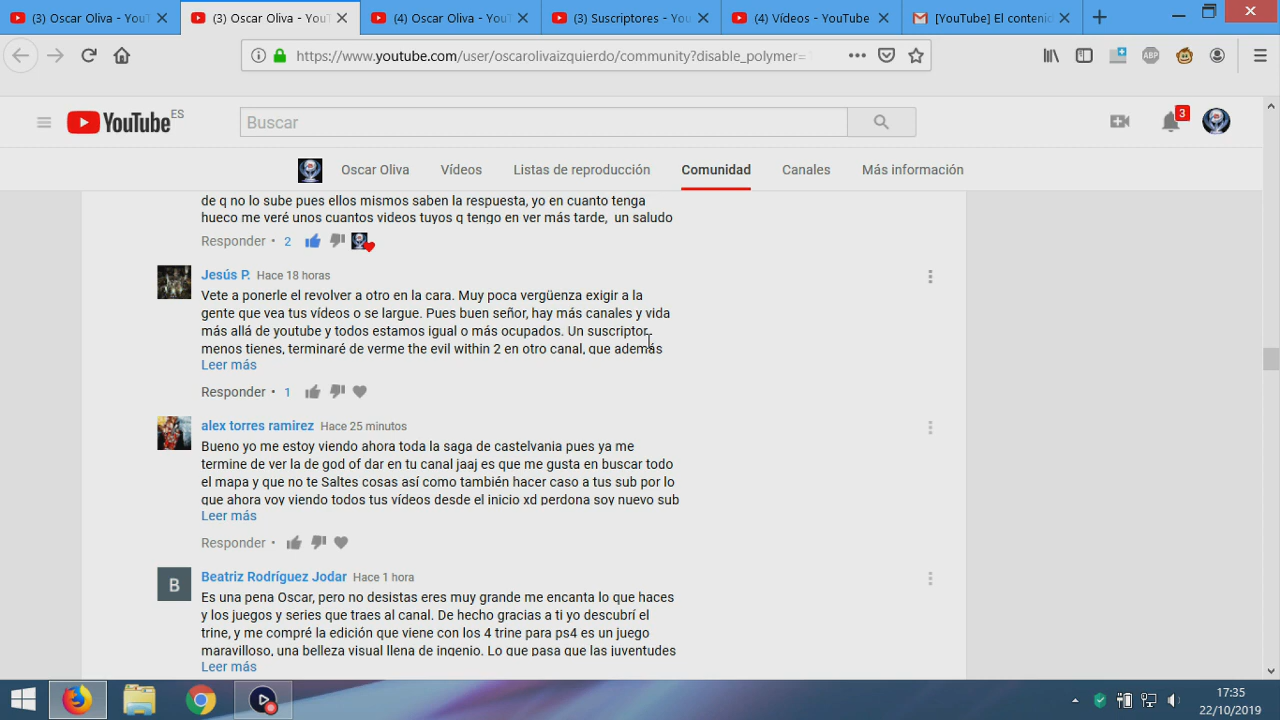 (3) Oscar Oliva - YouT
(3) Oscar Oliva - YouT
(4) Oscar Oliva - YouT
(3) Suscriptores - You
(4) Vídeos - YouTube
[YouTube] El contenid
https://www.youtube.com/user/oscarolivaizquierdo/community?disable_polymer=
ABP
YouTube ES
Buscar
3
Oscar Oliva
Vídeos
Listas de reproducción
Comunidad
Canales
Más información
de q no lo sube pues ellos mismos saben la respuesta, yo en cuanto tenga
hueco me veré unos cuantos videos tuyos q tengo en ver más tarde, un saludo
Responder • 2
Jesús P. Hace 18 horas
Vete a ponerle el revolver a otro en la cara. Muy poca vergüenza exigir a la
gente que vea tus vídeos o se largue. Pues buen señor, hay más canales y vida
más allá de youtube y todos estamos igual o más ocupados. Un suscriptor
menos tienes, terminaré de verme the evil within 2 en otro canal, que además
Leer más
Responder • 1
alex torres ramirez Hace 25 minutos
Bueno yo me estoy viendo ahora toda la saga de castelvania pues ya me
termine de ver la de god of dar en tu canal jaaj es que me gusta en buscar todo
el mapa y que no te Saltes cosas así como también hacer caso a tus sub por lo
que ahora voy viendo todos tus vídeos desde el inicio xd perdona soy nuevo sub
Leer más
Responder •
B
Beatriz Rodríguez Jodar Hace 1 hora
Es una pena Oscar, pero no desistas eres muy grande me encanta lo que haces
y los juegos y series que traes al canal. De hecho gracias a ti yo descubrí el
trine, y me compré la edición que viene con los 4 trine para ps4 es un juego
maravilloso, una belleza visual llena de ingenio. Lo que pasa que las juventudes
Leer más
17:35
22/10/2019